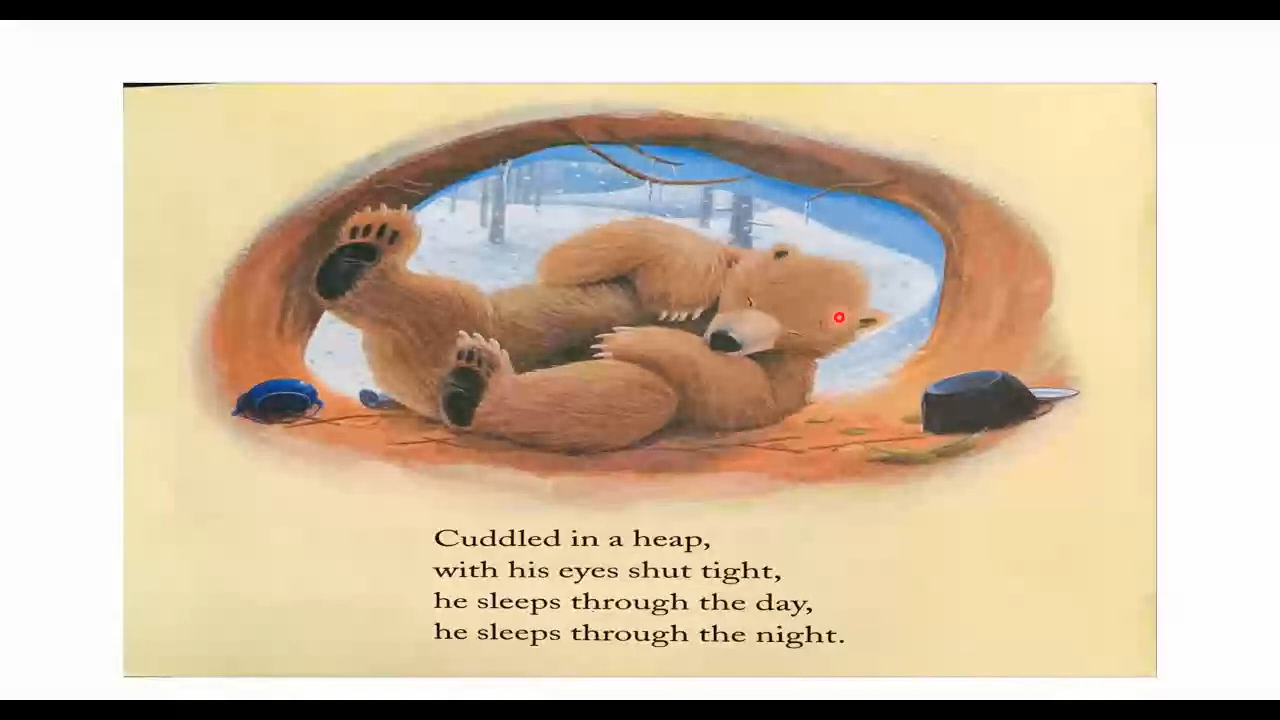 Cuddled in a heap,
with his eyes shut tight,
he sleeps through the day,
he sleeps through the night.